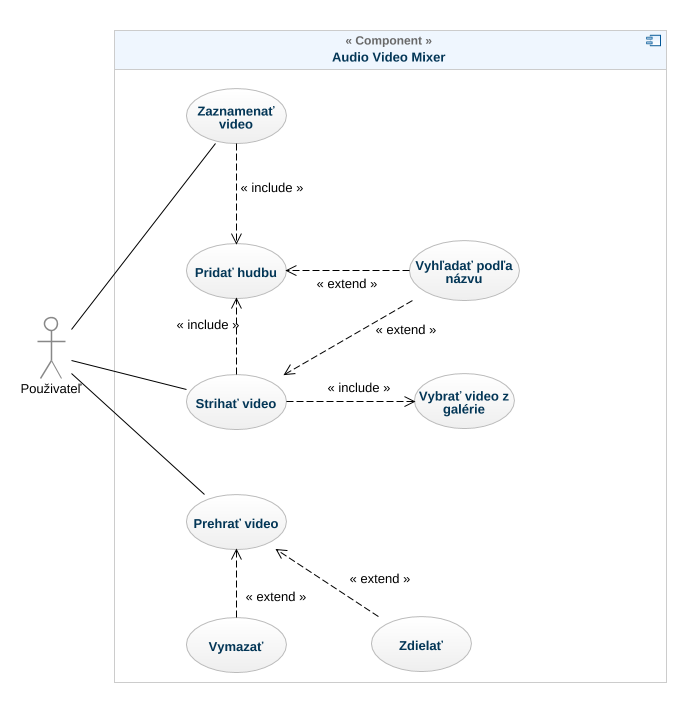 « Component »
Audio Video Mixer
Zaznamenať
video
« include »
Pridať hudbu
Vyhľadať podľa
názvu
« extend »
« include »
« extend »
Používateľ
« include »
Strihať video
Vybrať video z
galérie
Prehrať video
« extend »
« extend »
Vymazať
Zdielať